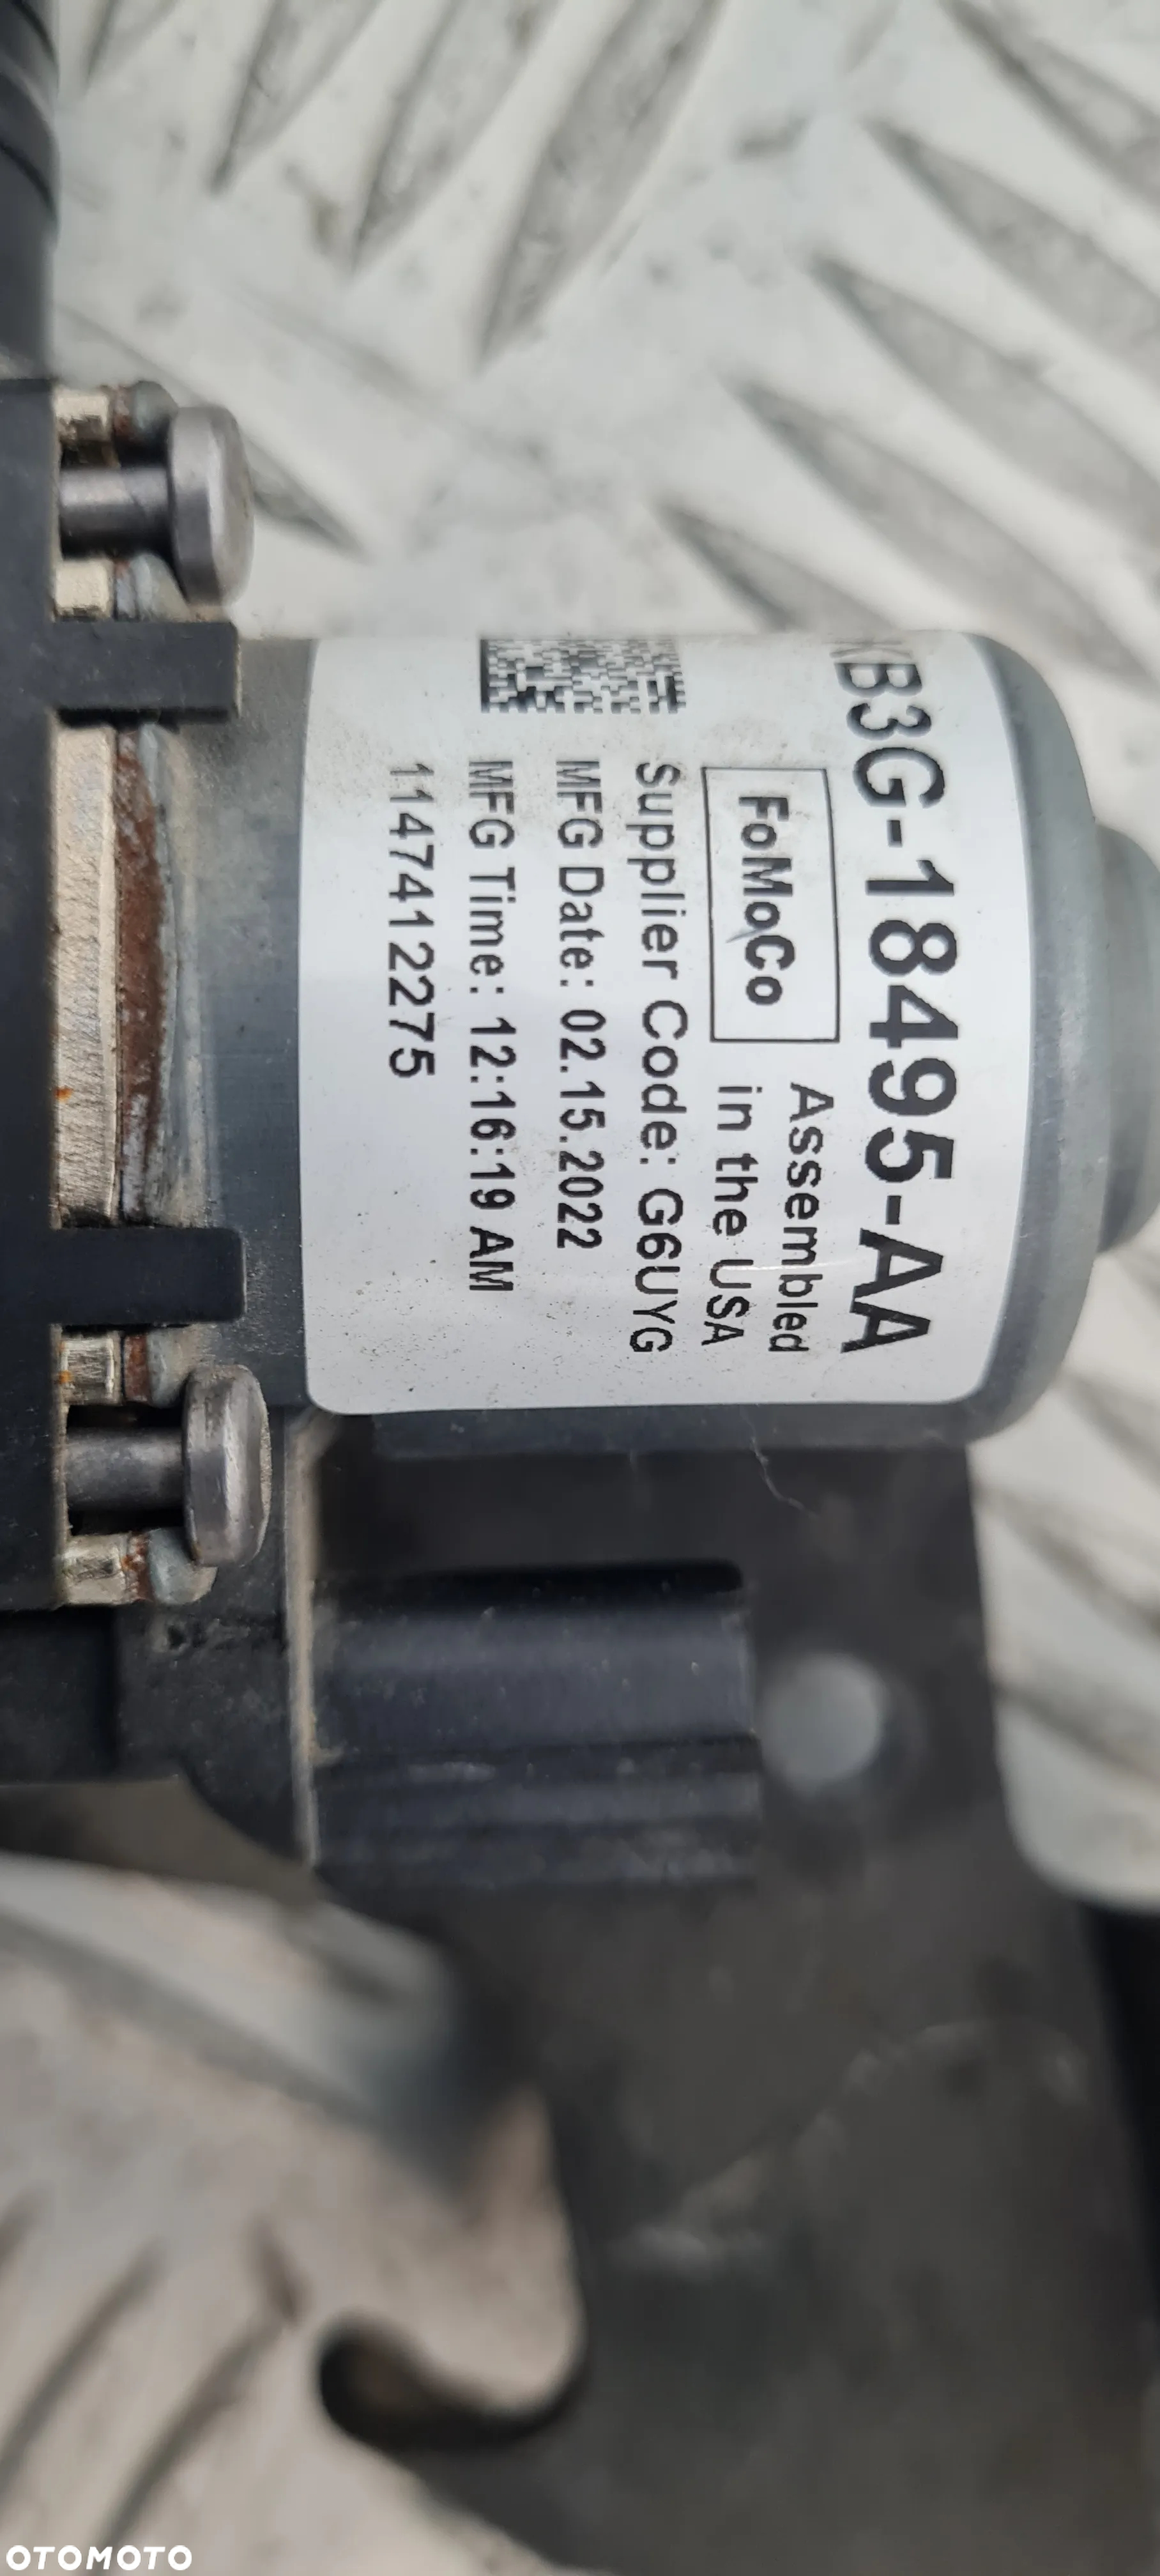 KB3G-18495-AA
FoMoCo
Assembled
in the USA
Supplier Code: G6UYG
MFG Date: 02.15.2022
MFG Time: 12:16:19 AM
1147412275
OTOMOTO